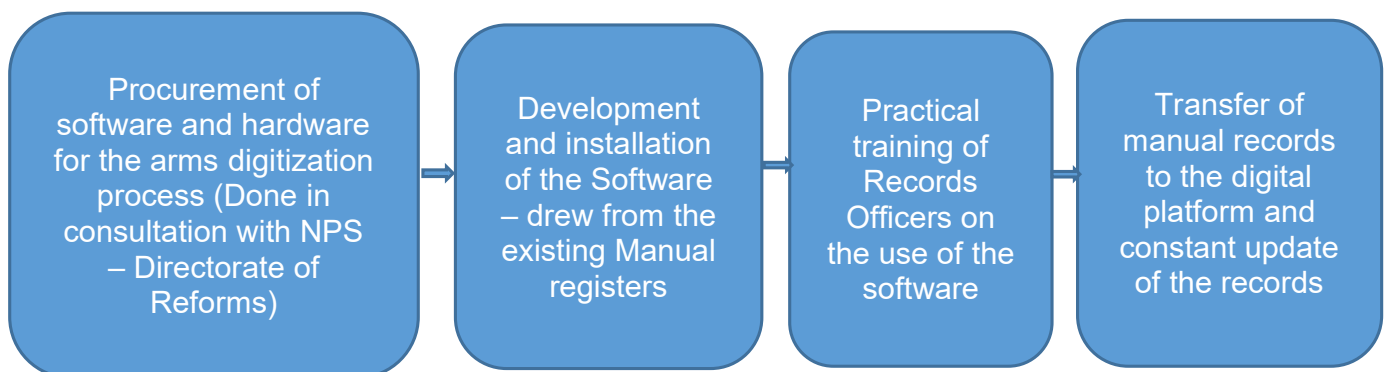 Procurement of
software and hardware
for the arms digitization
process (Done in
consultation with NPS
– Directorate of
Reforms)
Development
and installation
of the Software
– drew from the
existing Manual
registers
Practical
training of
Records
Officers on
the use of the
software
Transfer of
manual records
to the digital
platform and
constant update
of the records